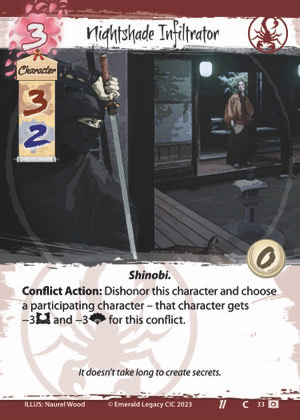 3
Nightshade Infiltrator
Character
3
2
0
Shinobi.
Conflict Action: Dishonor this character and choose
a participating character – that character gets
–3 and –3 for this conflict.
It doesn't take long to create secrets.
ILLUS: Naurel Wood © Emerald Legacy CIC 2023 C 33